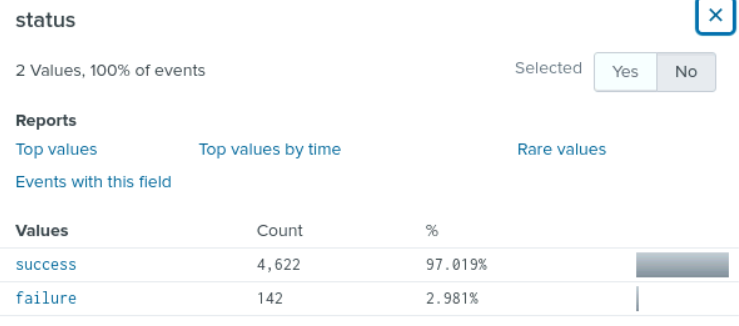 status
2 Values, 100% of events
Selected Yes No
Reports
Top values Top values by time Rare values
Events with this field
Values Count %
success 4,622 97.019%
failure 142 2.981%